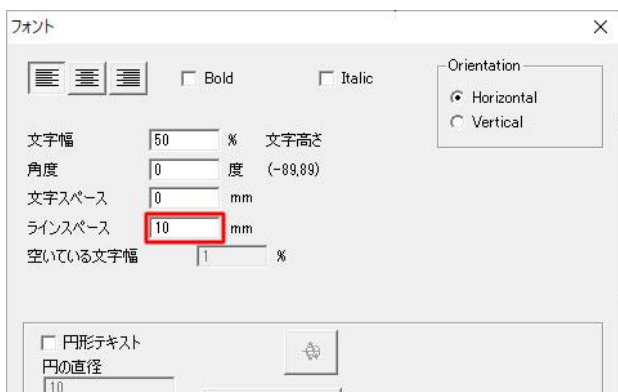 フォント
Bold
Italic
Orientation
Horizontal
Vertical
文字幅 50 % 文字高さ
角度 0 度 (-89,89)
文字スペース 0 mm
ラインスペース 10 mm
空いている文字幅 1 %
円形テキスト
円の直径
10